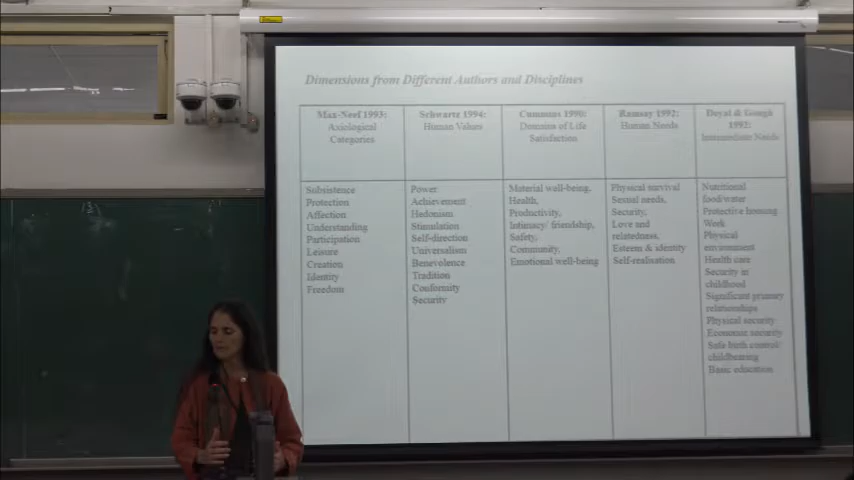 Dimensions from Different Authors and Disciplines
Max-Neef 1993:
Axiological
Categories
Schwartz 1994:
Human Values
Cummins 1996:
Domains of Life
Satisfaction
Ramsay 1992:
Human Needs
Doyal & Gough
1992:
Intermediate Needs
Subsistence
Protection
Affection
Understanding
Participation
Leisure
Creation
Identity
Freedom
Power
Achievement
Hedonism
Stimulation
Self-direction
Universalism
Benevolence
Tradition
Conformity
Security
Material well-being,
Health,
Productivity,
Intimacy/ friendship,
Safety,
Community,
Emotional well-being
Physical survival
Sexual needs,
Security,
Love and
relatedness,
Esteem & identity
Self-realisation
Nutritional
food/water
Protective housing
Work
Physical
environment
Health care
Security in
childhood
Significant primary
relationships
Physical security
Economic security
Safe birth control/
childbearing
Basic education